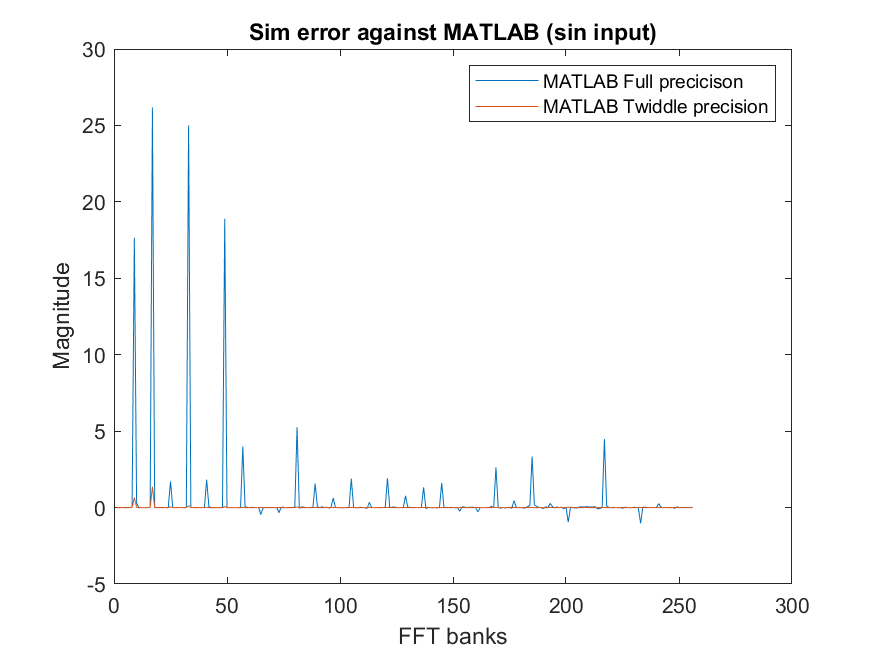 Sim error against MATLAB (sin input)
MATLAB Full precicison
MATLAB Twiddle precision
Magnitude
30
25
20
15
10
5
0
-5
0 50 100 150 200 250 300
FFT banks